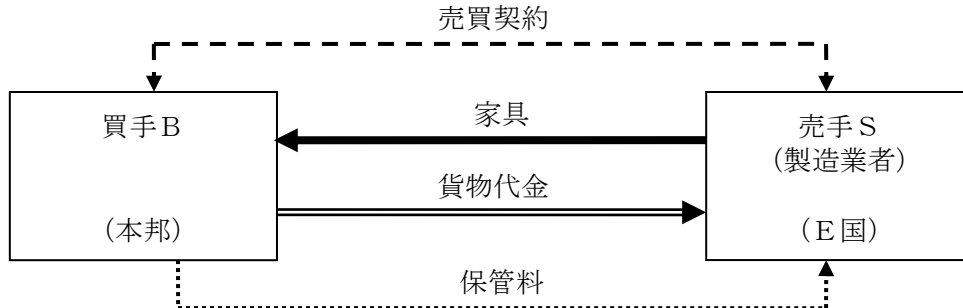 売買契約
買手Ｂ
(本邦)
家具
貨物代金
売手Ｓ
(製造業者)
(Ｅ国)
保管料